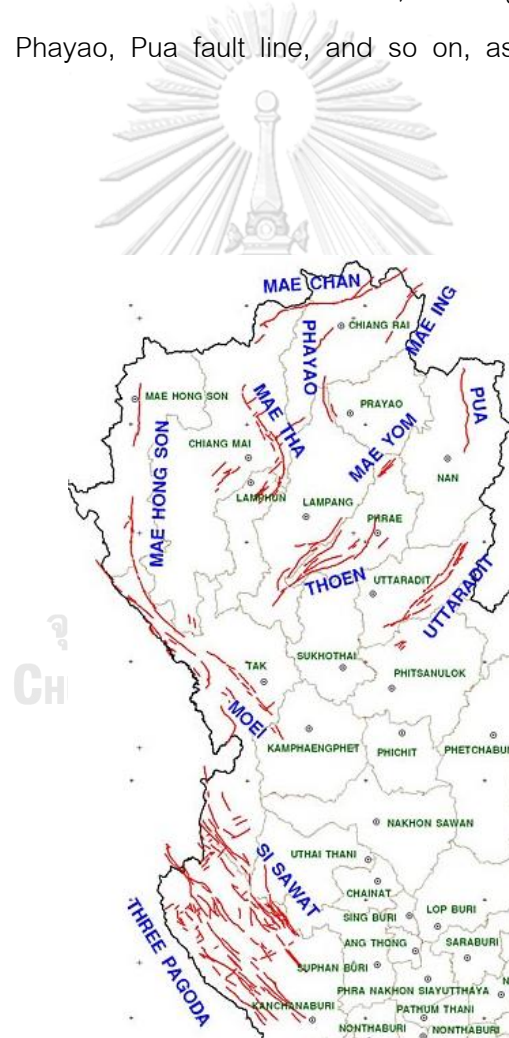 Phayao, Pua fault line, and so on, as
MAE CHAN
MAE ING
PHAYAO
CHIANG RAI
MAE HONG SON
MAE THA
PRAYAO
PUA
CHIANG MAI
MAE YOM
MAE HONG SON
NAN
LAMPHUN
LAMPANG
PHRAE
THOEN
UTTARADIT
UTTARADIT
SUKHOTHAI
TAK
PHITSANULOK
MOEI
KAMPHAENGPHET
PHICHIT
PHETCHABU
NAKHON SAWAN
SI SAWAT
UTHAI THANI
CHAINAT
THREE PAGODA
SING BURI
LOP BURI
ANG THONG
SARABURI
SUPHAN BURI
PHRA NAKHON SIAYUTTHAYA
KANCHANABURI
PATHUM THANI
NONTHABURI
NONTHABURI
จุ
CH